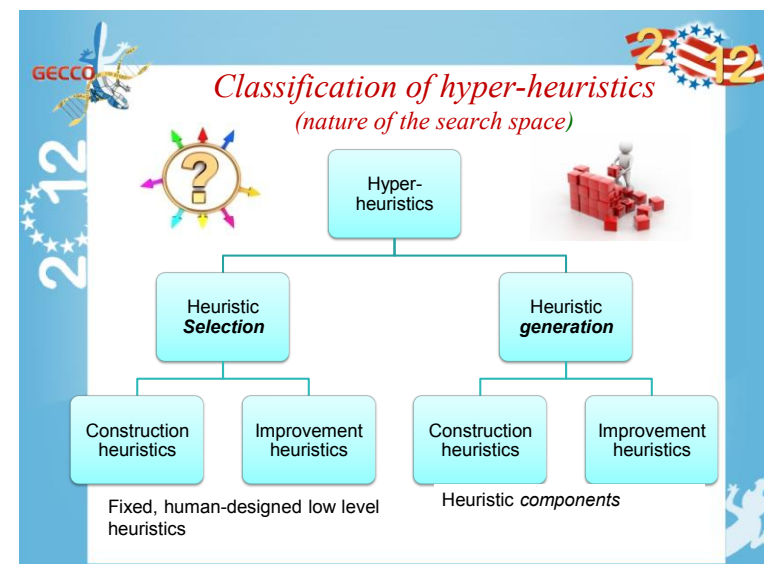 GECCO
2012
2012
Classification of hyper-heuristics
(nature of the search space)
?
Hyper-
heuristics
Heuristic
Selection
Heuristic
generation
Construction
heuristics
Improvement
heuristics
Construction
heuristics
Improvement
heuristics
Fixed, human-designed low level
heuristics
Heuristic components